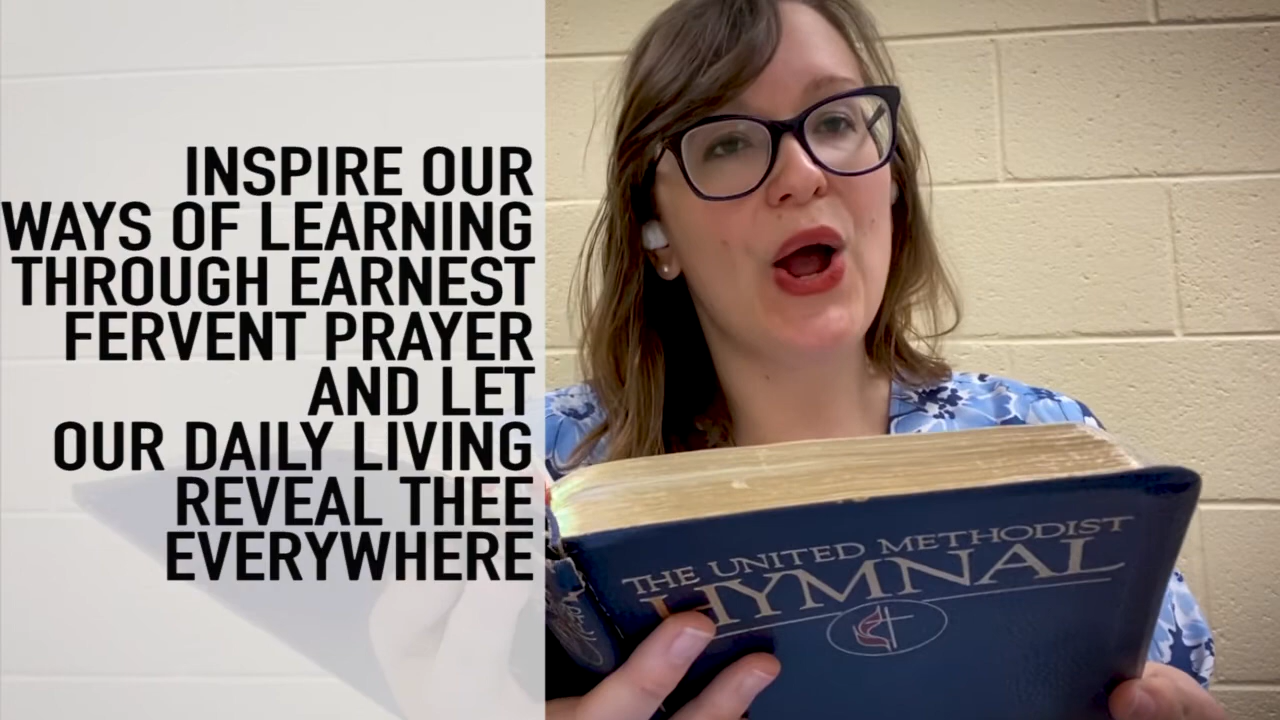 INSPIRE OUR
WAYS OF LEARNING
THROUGH EARNEST
FERVENT PRAYER
AND LET
OUR DAILY LIVING
REVEAL THEE
EVERYWHERE
THE UNITED METHODIST
HYMNAL